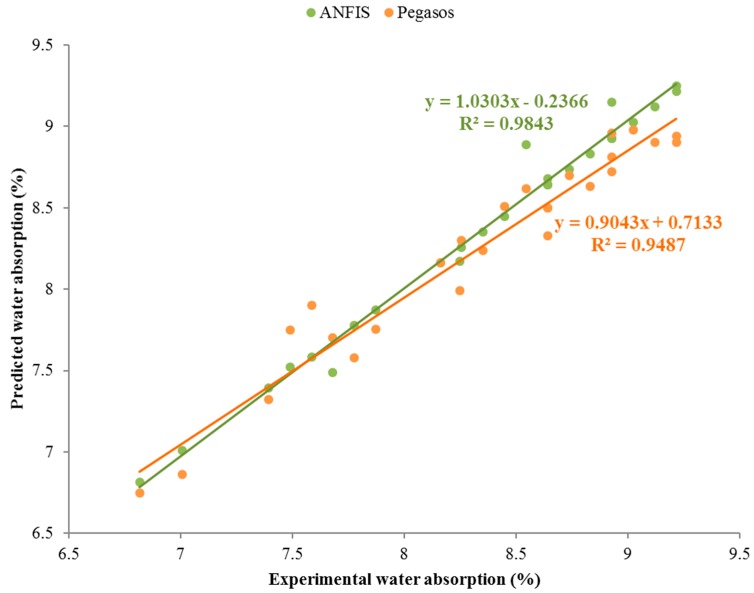 ANFIS Pegasos
9.5
9
8.5
8
7.5
7
6.5
Predicted water absorption (%)
y = 1.0303x - 0.2366
R² = 0.9843
y = 0.9043x + 0.7133
R² = 0.9487
6.5 7 7.5 8 8.5 9 9.5
Experimental water absorption (%)